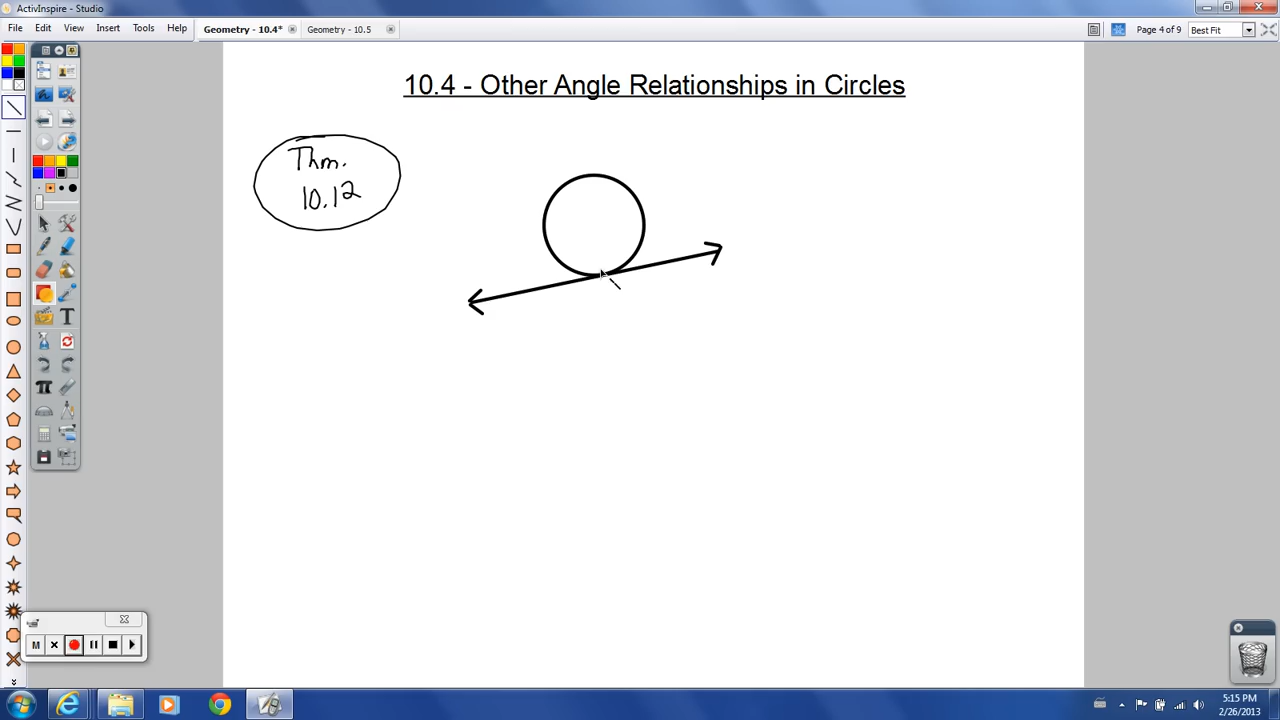 ActivInspire - Studio
File Edit View Insert Tools Help
Geometry - 10.4* Geometry - 10.5
Page 4 of 9 Best Fit
10.4 - Other Angle Relationships in Circles
Thm.
10.12
M
5:15 PM
2/26/2013